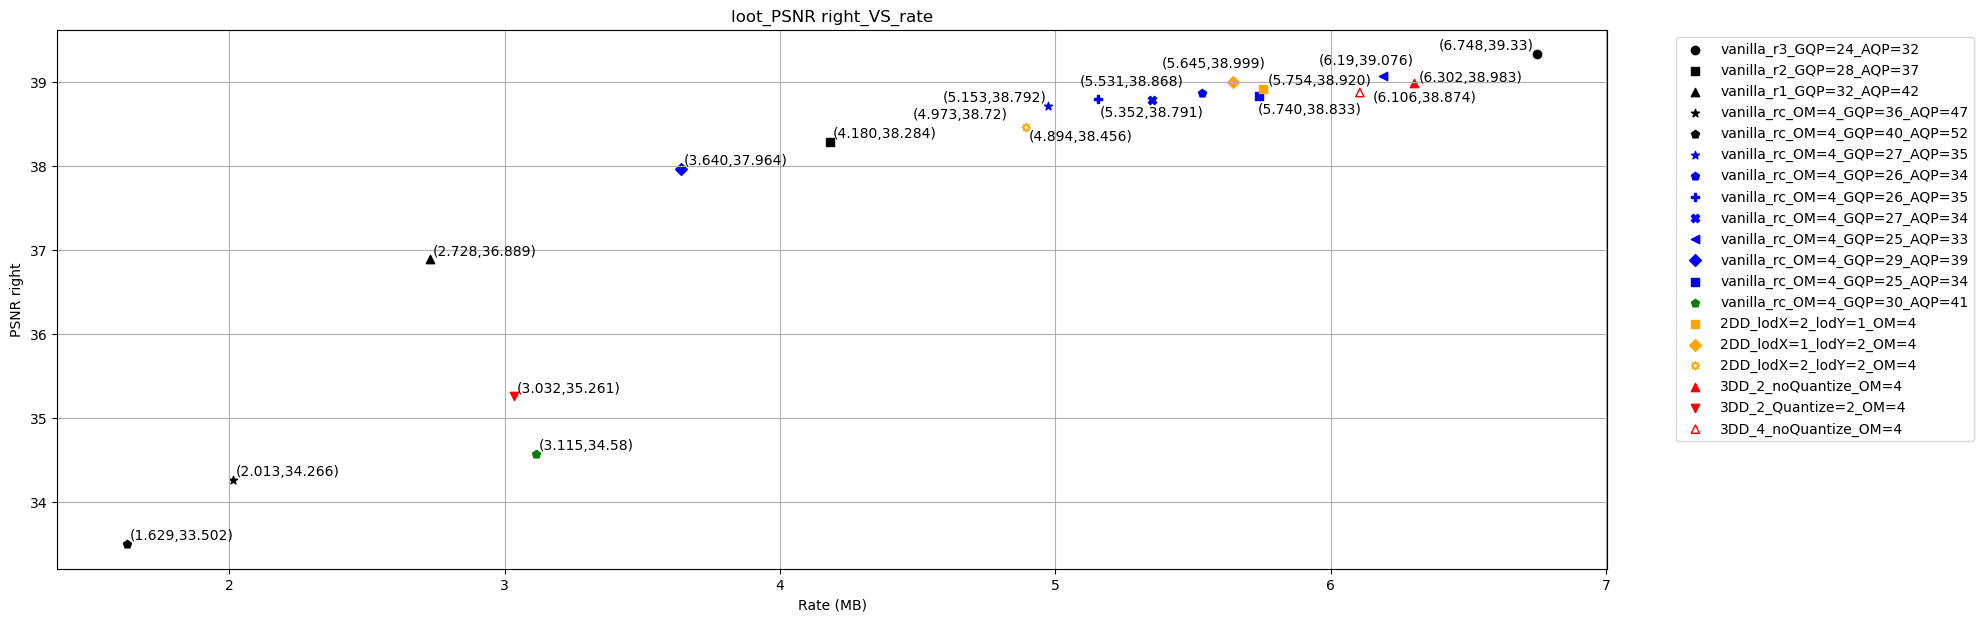 loot_PSNR right_VS_rate
PSNR right
39
38
37
36
35
34
(6.748,39.33)
(6.19,39.076)
(5.645,38.999)
(6.302,38.983)
(5.531,38.868)
(5.754,38.920)
(5.153,38.792)
(6.106,38.874)
(4.973,38.72)
(5.352,38.791)
(5.740,38.833)
(4.180,38.284)
(4.894,38.456)
(3.640,37.964)
(2.728,36.889)
(3.032,35.261)
(3.115,34.58)
(2.013,34.266)
(1.629,33.502)
2
3
4
5
6
7
Rate (MB)
vanilla_r3_GQP=24_AQP=32
vanilla_r2_GQP=28_AQP=37
vanilla_r1_GQP=32_AQP=42
vanilla_rc_OM=4_GQP=36_AQP=47
vanilla_rc_OM=4_GQP=40_AQP=52
vanilla_rc_OM=4_GQP=27_AQP=35
vanilla_rc_OM=4_GQP=26_AQP=34
vanilla_rc_OM=4_GQP=26_AQP=35
vanilla_rc_OM=4_GQP=27_AQP=34
vanilla_rc_OM=4_GQP=25_AQP=33
vanilla_rc_OM=4_GQP=29_AQP=39
vanilla_rc_OM=4_GQP=25_AQP=34
vanilla_rc_OM=4_GQP=30_AQP=41
2DD_lodX=2_lodY=1_OM=4
2DD_lodX=1_lodY=2_OM=4
2DD_lodX=2_lodY=2_OM=4
3DD_2_noQuantize_OM=4
3DD_2_Quantize=2_OM=4
3DD_4_noQuantize_OM=4